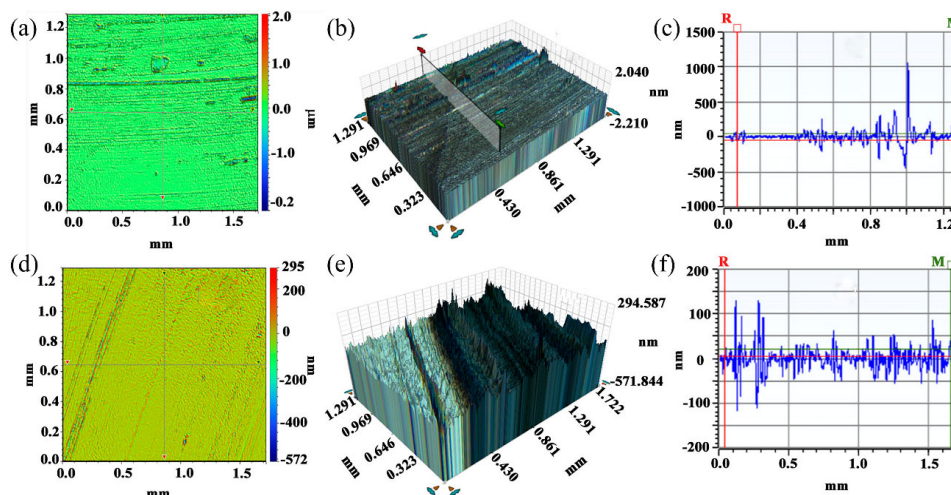 (a)
1.2
1.0
0.8
0.6
0.4
0.2
0.0
mm
0.0
1.0
1.5
mm
2.0
1.0
0.0
-1.0
-0.2
um
(b)
2.040
nm
-2.210
1.291
0.969
0.646
0.323
mm
0.430
0.861
1.291
mm
(c)
R
M
1500
1000
500
0
-500
-1000
nm
0.0
0.4
0.8
1.2
mm
(d)
1.2
1.0
0.8
0.6
0.4
0.2
0.0
mm
0.0
0.5
1.0
1.5
mm
295
200
100
0
-100
-200
-400
-572
nm
(e)
294.587
nm
-571.844
1.291
0.969
0.646
0.323
mm
0.430
0.861
1.291
1.722
mm
(f)
R
M
200
100
0
-100
-200
nm
0.0
0.5
1.0
1.5
mm